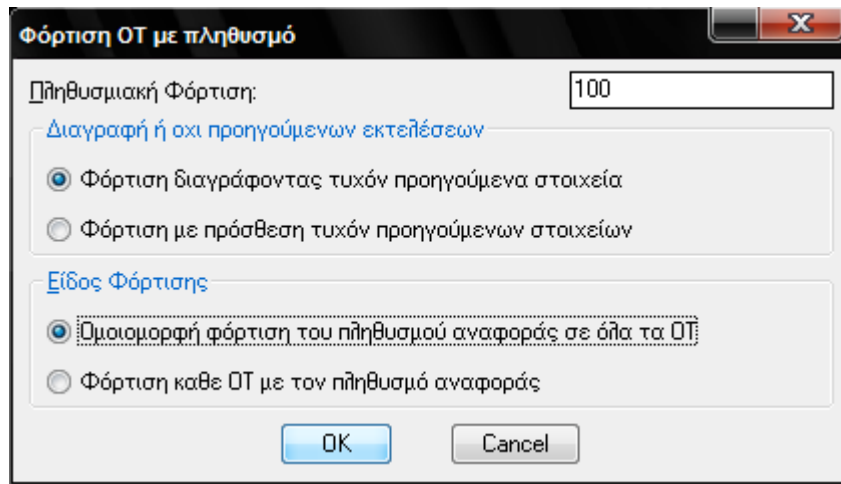 Φόρτιση ΟΤ με πληθυσμό
Πληθυσμιακή Φόρτιση: 100
Διαγραφή ή οχι προηγούμενων εκτελέσεων
Φόρτιση διαγράφοντας τυχόν προηγούμενα στοιχεία
Φόρτιση με πρόσθεση τυχόν προηγούμενων στοιχείων
Είδος Φόρτισης
Ομοιομορφή φόρτιση του πληθυσμού αναφοράς σε όλα τα ΟΤ
Φόρτιση καθε ΟΤ με τον πληθυσμό αναφοράς
OK Cancel